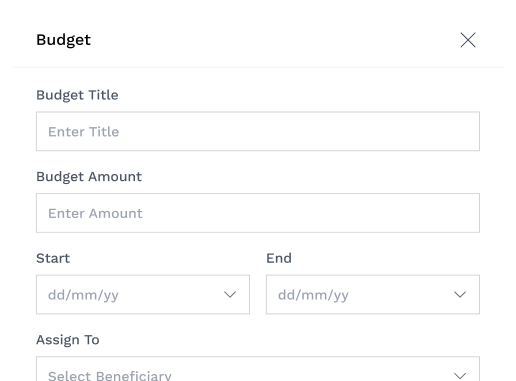 Budget
Budget Title
Enter Title
Budget Amount
Enter Amount
Start End
dd/mm/yy dd/mm/yy
Assign To
Select Beneficiary